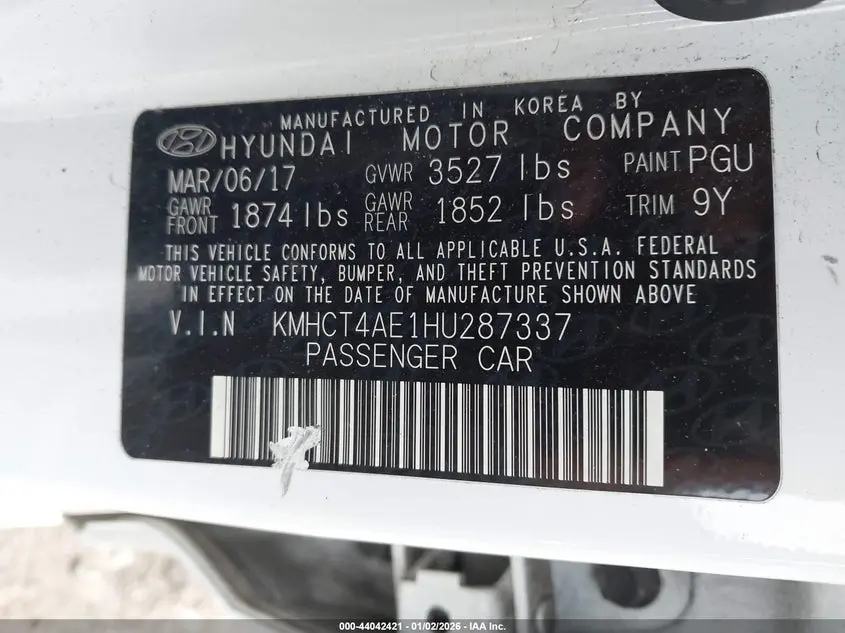 MANUFACTURED IN KOREA BY
HYUNDAI MOTOR COMPANY
MAR/06/17 GVWR 3527 lbs PAINT PGU
GAWR FRONT 1874 lbs GAWR REAR 1852 lbs TRIM 9Y
THIS VEHICLE CONFORMS TO ALL APPLICABLE U.S.A. FEDERAL
MOTOR VEHICLE SAFETY, BUMPER, AND THEFT PREVENTION STANDARDS
IN EFFECT ON THE DATE OF MANUFACTURE SHOWN ABOVE
V.I.N KMHCT4AE1HU287337
PASSENGER CAR
000-44042421 - 01/02/2026 - IAA Inc.